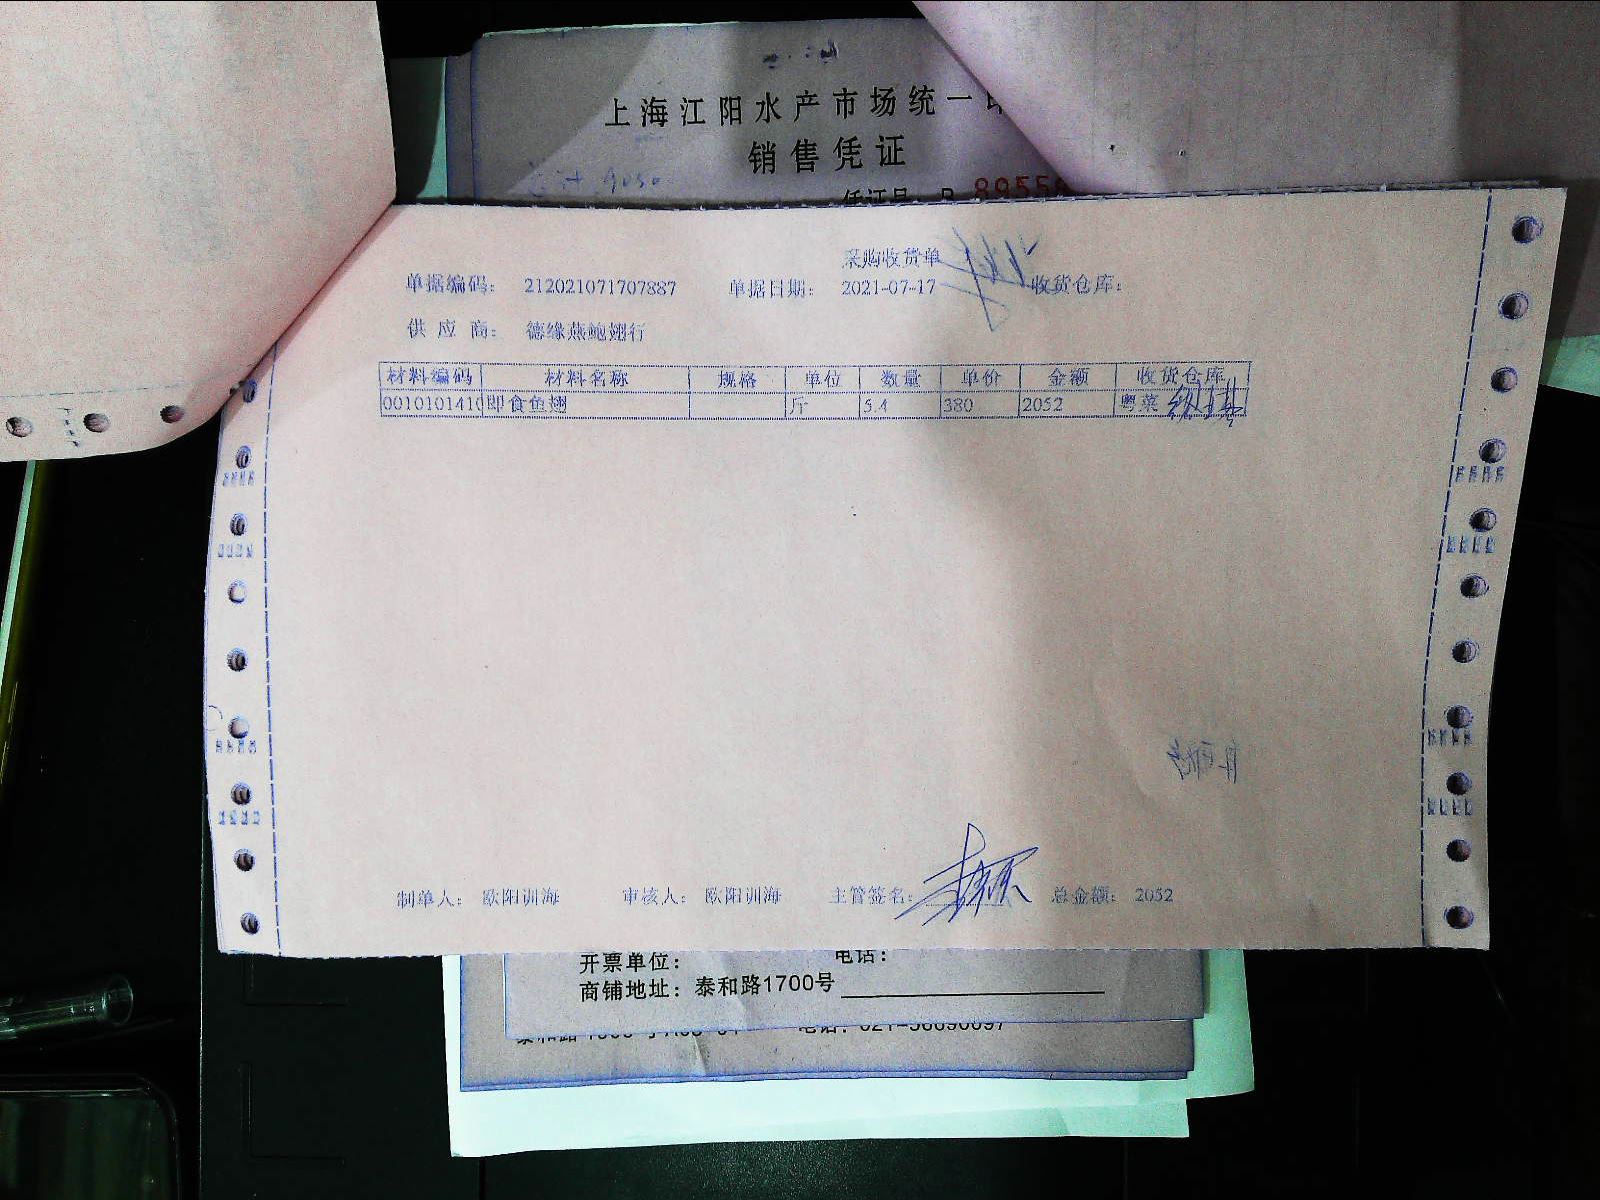 上海江阳水产市场统一印
销售凭证
凭证号 P 89556
采购收货单
单据编码: 212021071707887 单据日期: 2021-07-17 收货仓库:
供应商: 德缘燕鲍翅行
材料编码 材料名称 规格 单位 数量 单价 金额 收货仓库
0010101410 即食鱼翅 斤 5.4 380 2052 粤菜
制单人: 欧阳训海 审核人: 欧阳训海 主管签名: 总金额: 2052
开票单位: 电话:
商铺地址: 泰和路1700号